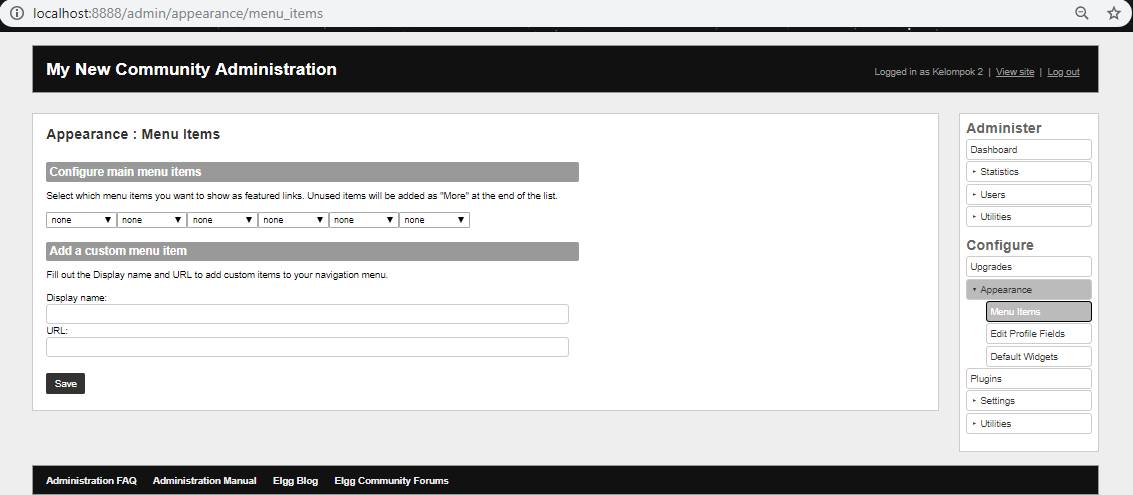 localhost:8888/admin/appearance/menu_items
My New Community Administration
Logged in as Kelompok 2 | View site | Log out
Appearance : Menu Items
Configure main menu items
Select which menu items you want to show as featured links. Unused items will be added as "More" at the end of the list.
none none none none none none
Add a custom menu item
Fill out the Display name and URL to add custom items to your navigation menu.
Display name:
URL:
Save
Administer
Dashboard
Statistics
Users
Utilities
Configure
Upgrades
Appearance
Menu Items
Edit Profile Fields
Default Widgets
Plugins
Settings
Utilities
Administration FAQ Administration Manual Elgg Blog Elgg Community Forums